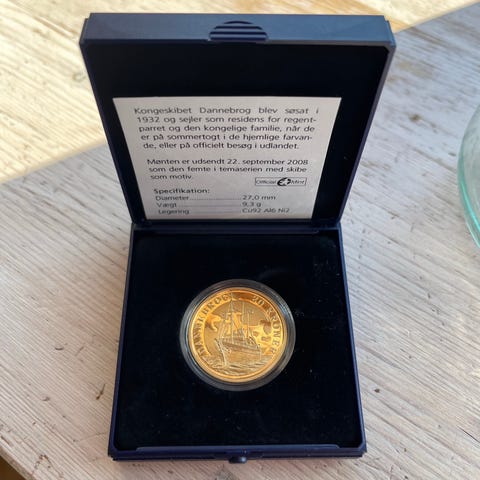 Kongeskibet Dannebrog blev søsat i
1932 og sejler som residens for regent-
parret og den kongelige familie, når de
er på sommertogt i de hjemlige farvan-
de, eller på officielt besøg i udlandet.
Mønten er udsendt 22. september 2008
som den femte i temaserien med skibe
som motiv.
Official Mint
Specifikation:
Diameter 27,0 mm
Vægt 9,3 g
Legering Cu92 Al6 Ni2
DANNEBROG 20 KRONER